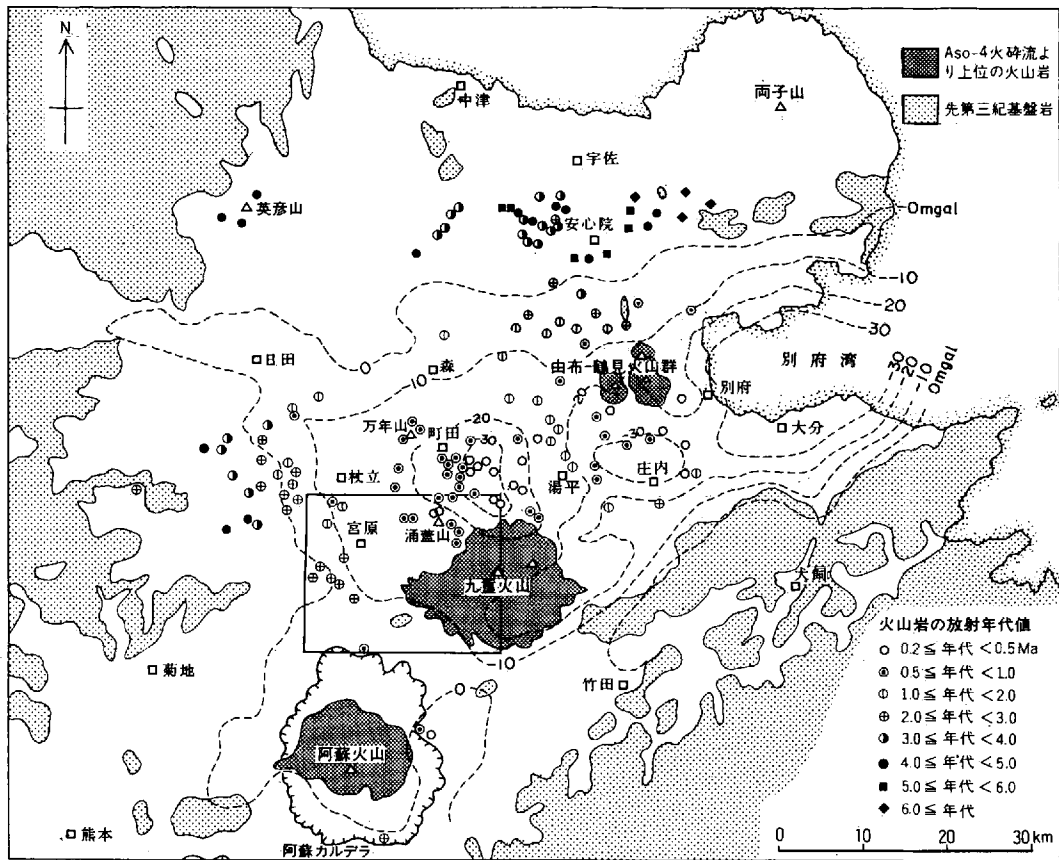 N
Aso-4火砕流よ
り上位の火山岩
先第三紀基盤岩
中津
両子山
宇佐
英彦山
安心院
0mgal
-10
-20
-30
日田
森
0
-10
由布-鶴見火山群
別府湾
別府
-30
-20
-10
0mgal
万年山
町田
-20
-30
大分
杖立
湯平
庄内
-30
宮原
涌蓋山
九重火山
犬飼
-10
菊地
竹田
0
阿蘇火山
熊本
阿蘇カルデラ
火山岩の放射年代値
0.2≦年代<0.5Ma
0.5≦年代<1.0
1.0≦年代<2.0
2.0≦年代<3.0
3.0≦年代<4.0
4.0≦年代<5.0
5.0≦年代<6.0
6.0≦年代
0 10 20 30km